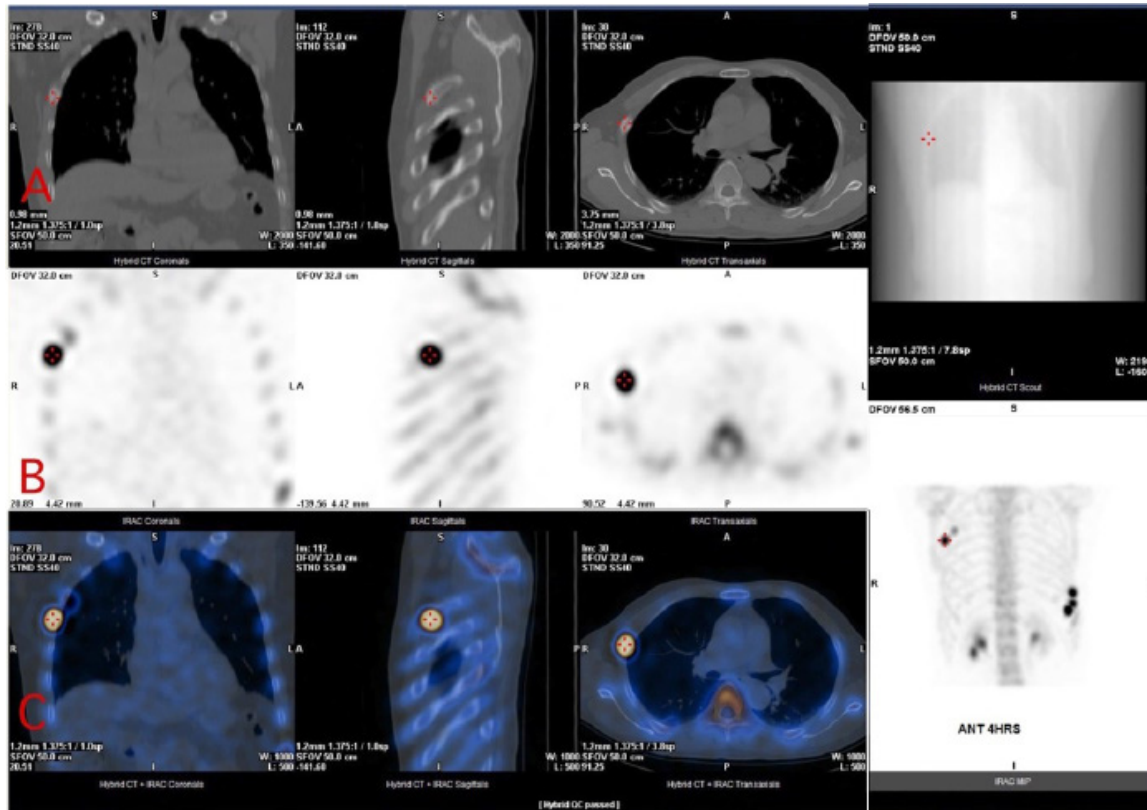 S
Im: 278
DFOV 32.0 cm
STND SS40
R
L
A
0.98 mm
1.2mm 1.375:1 / 1.0sp
SFOV 50.0 cm
20.51
W: 2000
L: 350
I
Hybrid CT Coronals
S
Im: 112
DFOV 32.0 cm
STND SS40
A
P
0.98 mm
1.2mm 1.375:1 / 1.0sp
SFOV 50.0 cm
-141.60
W: 2000
L: 350
I
Hybrid CT Sagittals
A
Im: 30
DFOV 32.0 cm
STND SS40
R
L
3.75 mm
1.2mm 1.375:1 / 3.8sp
SFOV 50.0 cm
91.25
W: 2000
L: 350
P
Hybrid CT Transaxials
S
Im: 1
DFOV 50.0 cm
STND SS40
R
1.2mm 1.375:1 / 7.8sp
SFOV 50.0 cm
I
L: -160
Hybrid CT Scout
DFOV 32.0 cm
S
R
L
B
20.89 4.42 mm
I
IRAC Coronals
DFOV 32.0 cm
S
A
P
-139.56 4.42 mm
I
IRAC Sagittals
DFOV 32.0 cm
A
R
L
90.52 4.42 mm
P
IRAC Transaxials
DFOV 56.5 cm
S
R
ANT 4HRS
I
IRAC MIP
S
Im: 278
DFOV 32.0 cm
STND SS40
R
L
C
1.2mm 1.375:1 / 1.0sp
SFOV 50.0 cm
20.51
W: 1000
L: 500
I
Hybrid CT + IRAC Coronals
S
Im: 112
DFOV 32.0 cm
STND SS40
A
P
1.2mm 1.375:1 / 1.0sp
SFOV 50.0 cm
-141.60
W: 1000
L: 500
I
Hybrid CT + IRAC Sagittals
A
Im: 30
DFOV 32.0 cm
STND SS40
R
L
1.2mm 1.375:1 / 3.8sp
SFOV 50.0 cm
91.25
W: 1000
L: 500
P
Hybrid CT + IRAC Transaxials
[ Hybrid QC passed ]